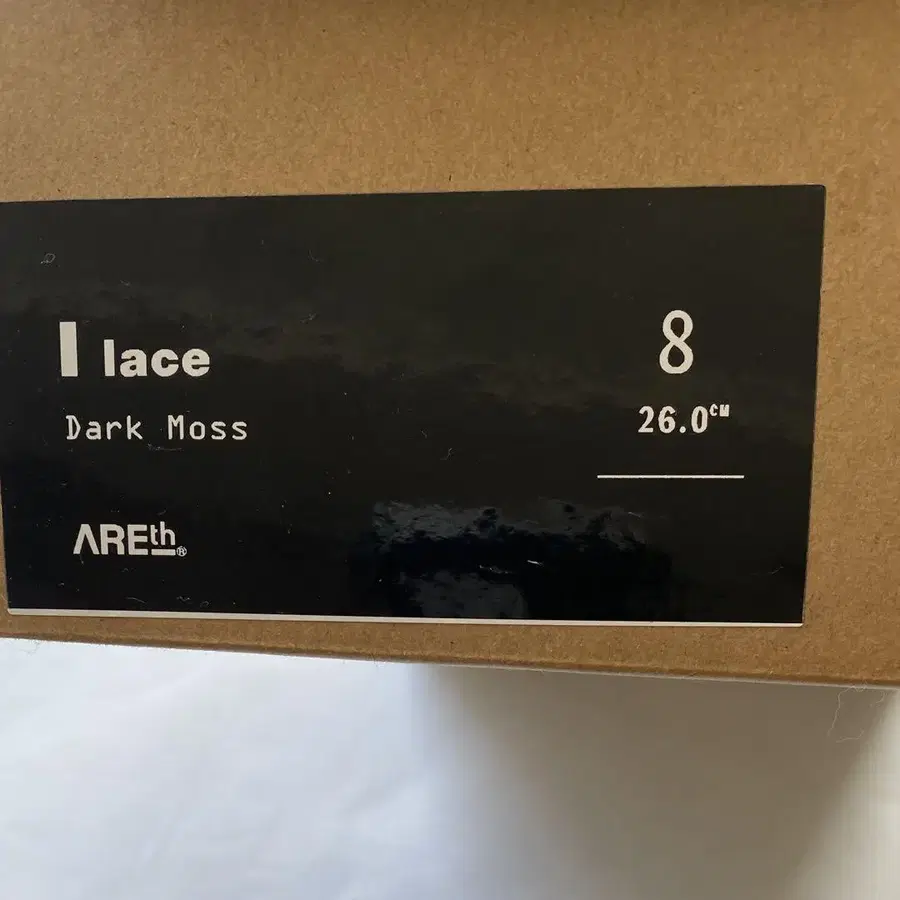 I lace
Dark Moss
AREth®
8
26.0cm